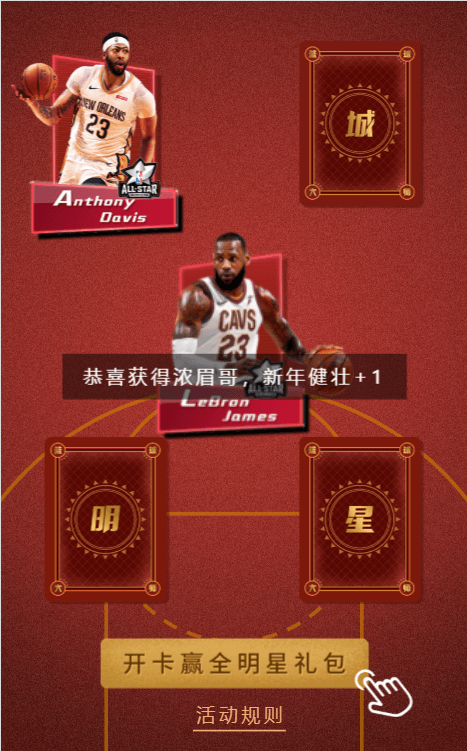 NEW ORLEANS
23
ALL-STAR
Anthony
Davis
城
CAVS
23
恭喜获得浓眉哥，新年健壮+1
ALL-STAR
LeBron
James
明
星
开卡赢全明星礼包
活动规则